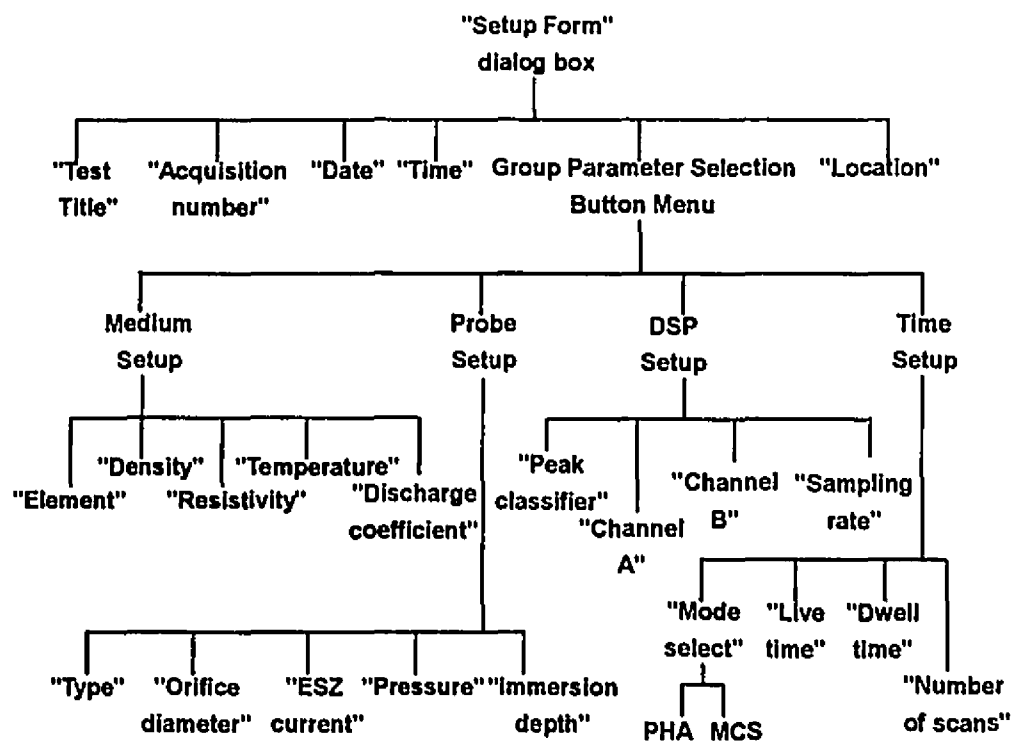 "Setup Form"
dialog box
"Test
Title"
"Acquisition
number"
"Date"
"Time"
Group Parameter Selection
Button Menu
"Location"
Medium
Setup
Probe
Setup
DSP
Setup
Time
Setup
"Element"
"Density"
"Resistivity"
"Temperature"
"Discharge
coefficient"
"Peak
classifier"
"Channel
A"
"Channel
B"
"Sampling
rate"
"Type"
"Orifice
diameter"
"ESZ
current"
"Pressure"
"Immersion
depth"
"Mode
select"
"Live
time"
"Dwell
time"
"Number
of scans"
PHA
MCS